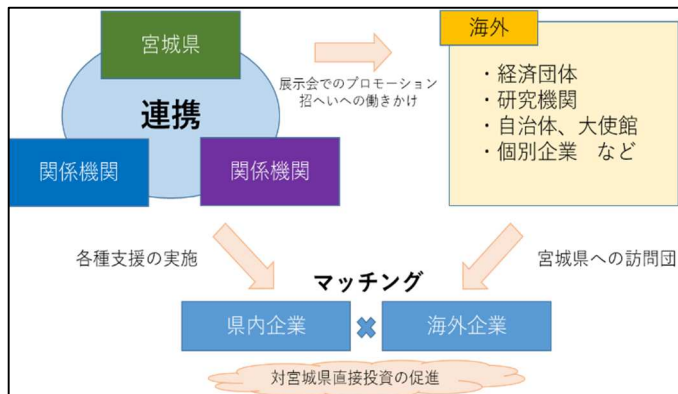 宮城県
連携
関係機関
関係機関
展示会でのプロモーション
招へいへの働きかけ
海外
・経済団体
・研究機関
・自治体、大使館
・個別企業　など
各種支援の実施
宮城県への訪問団
マッチング
県内企業
海外企業
対宮城県直接投資の促進